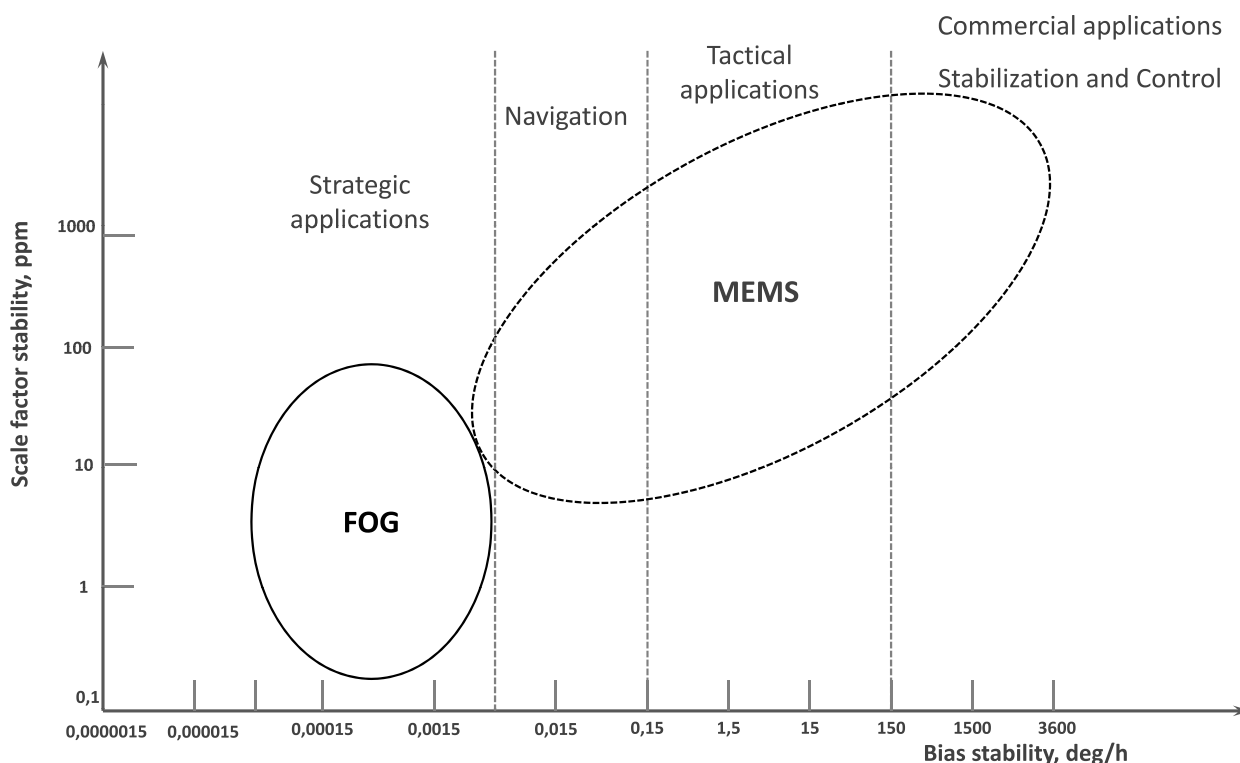 Commercial applications
Stabilization and Control
Tactical
applications
Navigation
Strategic
applications
Scale factor stability, ppm
1000
100
10
1
0,1
MEMS
FOG
0,0000015
0,000015
0,00015
0,0015
0,015
0,15
1,5
15
150
1500
3600
Bias stability, deg/h